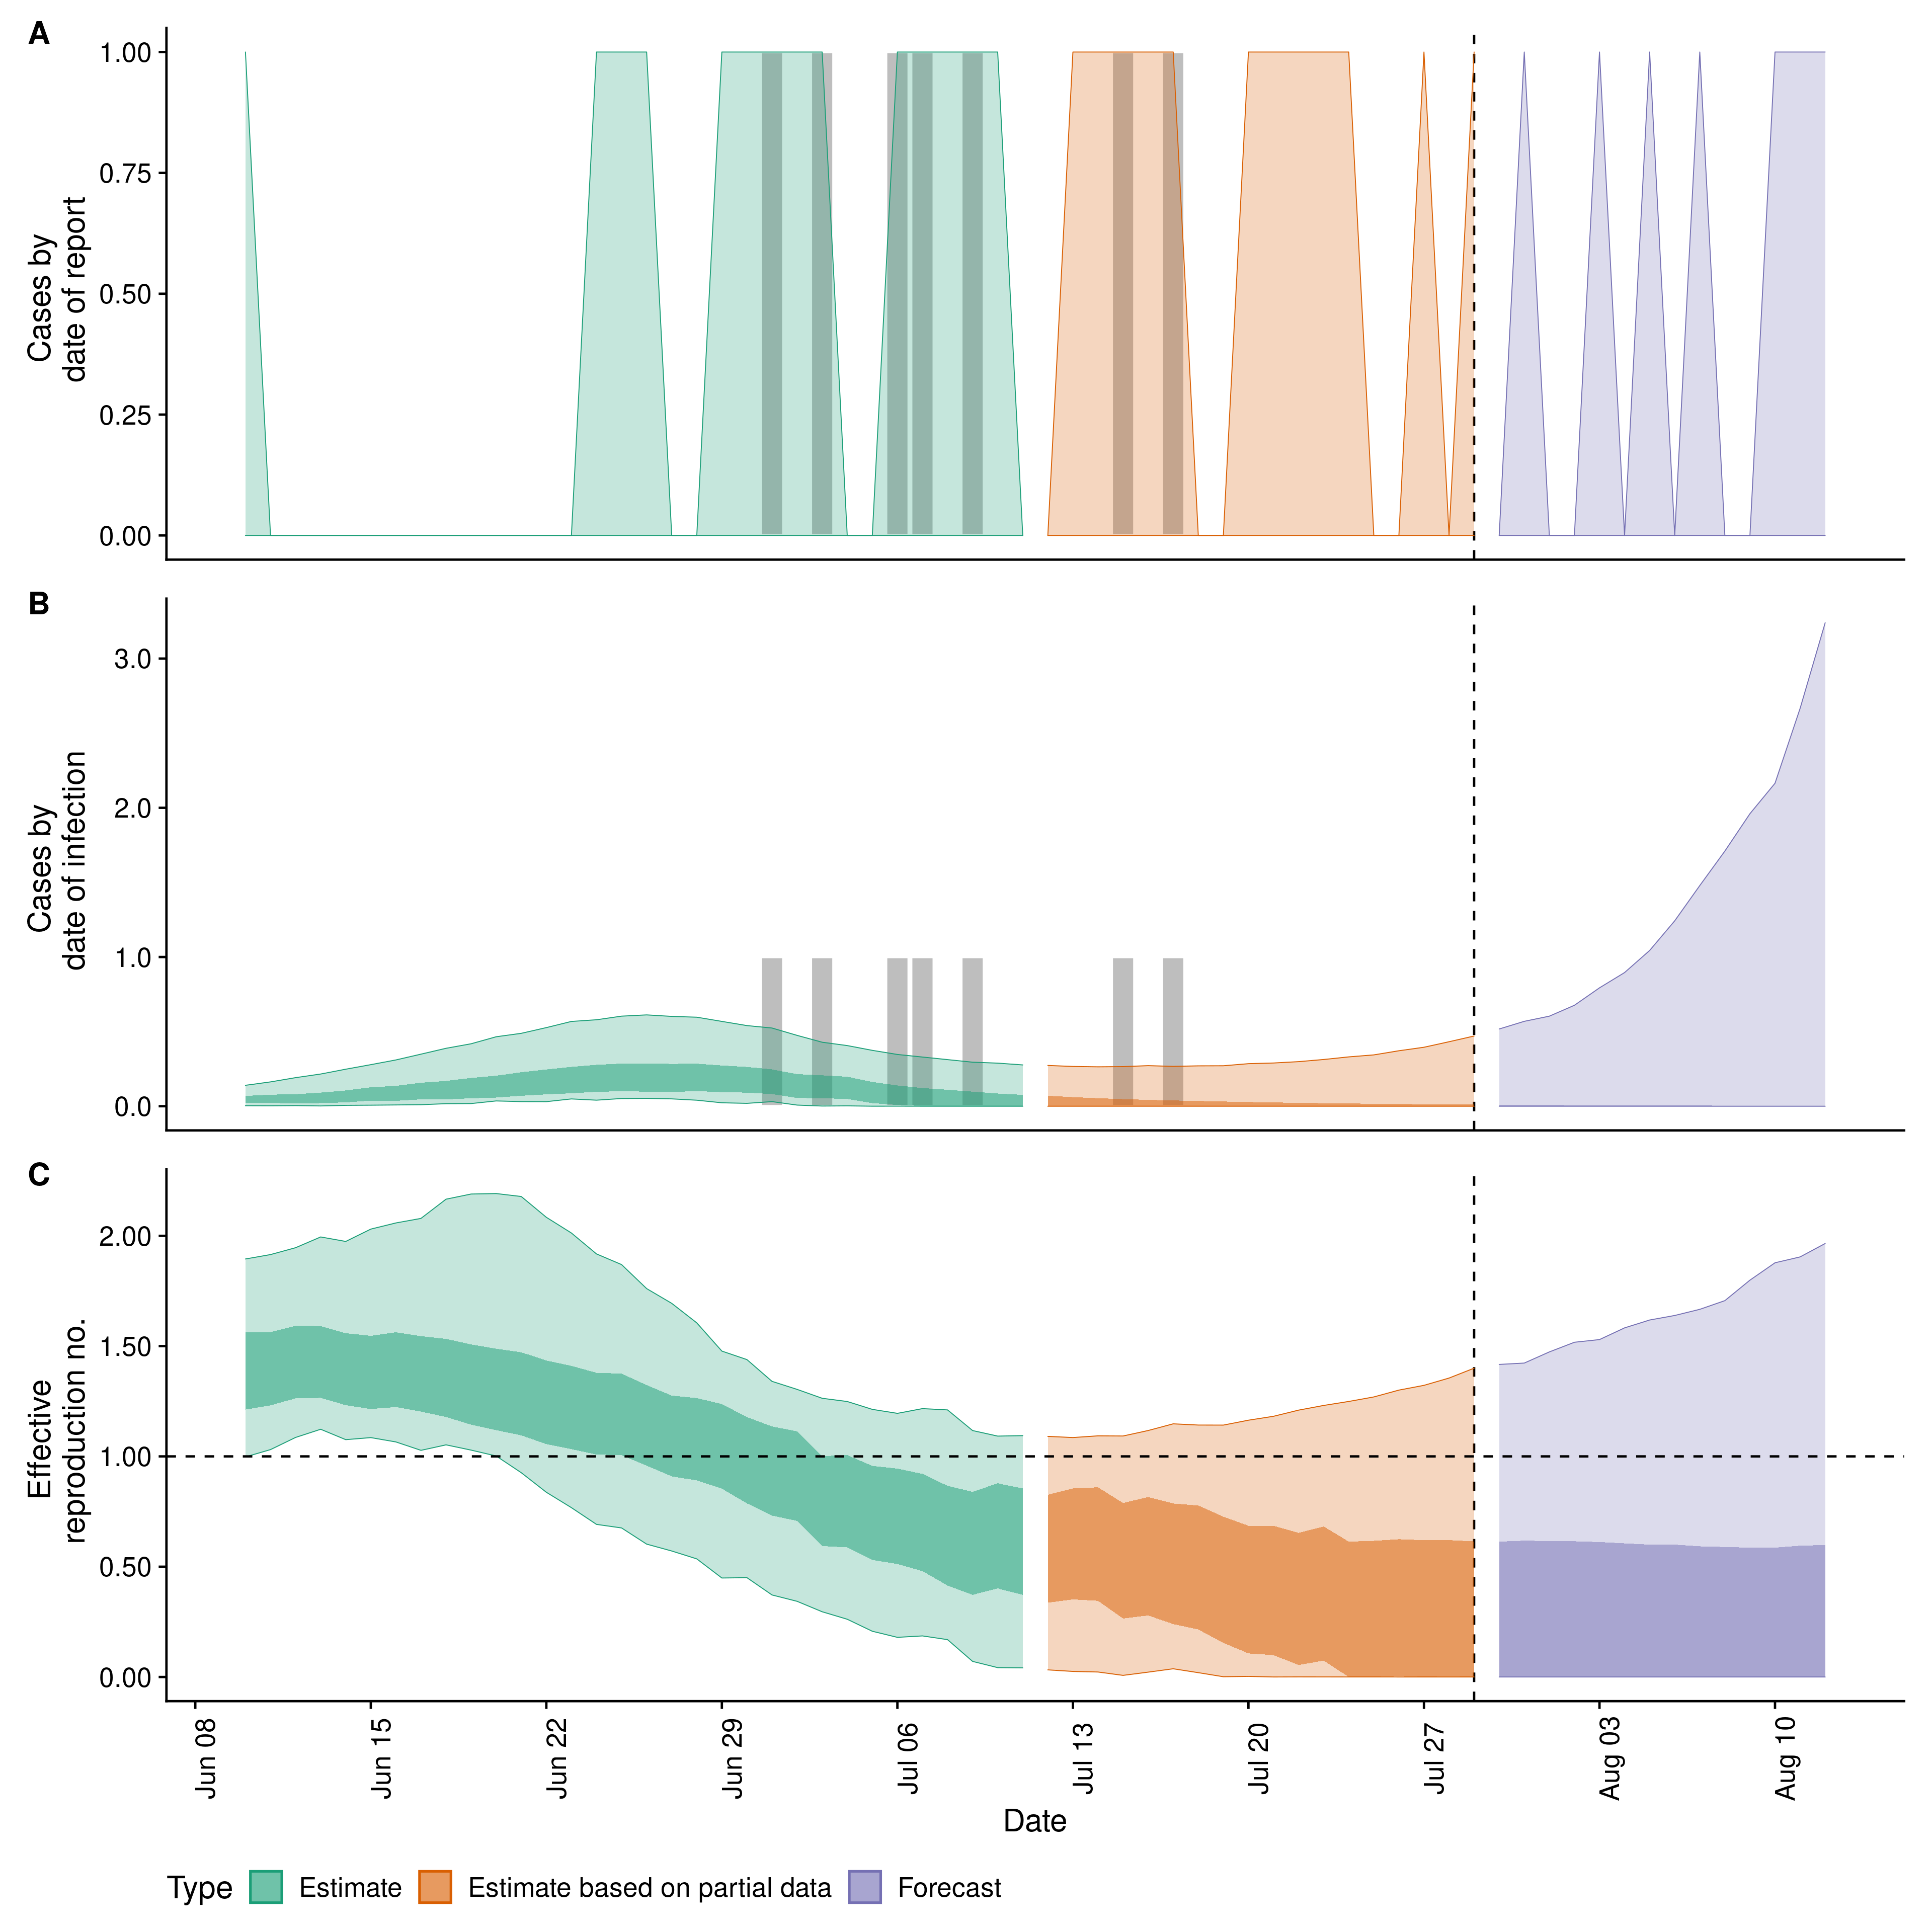 A
Cases by
date of report
1.00
0.75
0.50
0.25
0.00
B
Cases by
date of infection
3.0
2.0
1.0
0.0
C
Effective
reproduction no.
2.00
1.50
1.00
0.50
0.00
Jun 08
Jun 15
Jun 22
Jun 29
Jul 06
Jul 13
Jul 20
Jul 27
Aug 03
Aug 10
Date
Type Estimate Estimate based on partial data Forecast